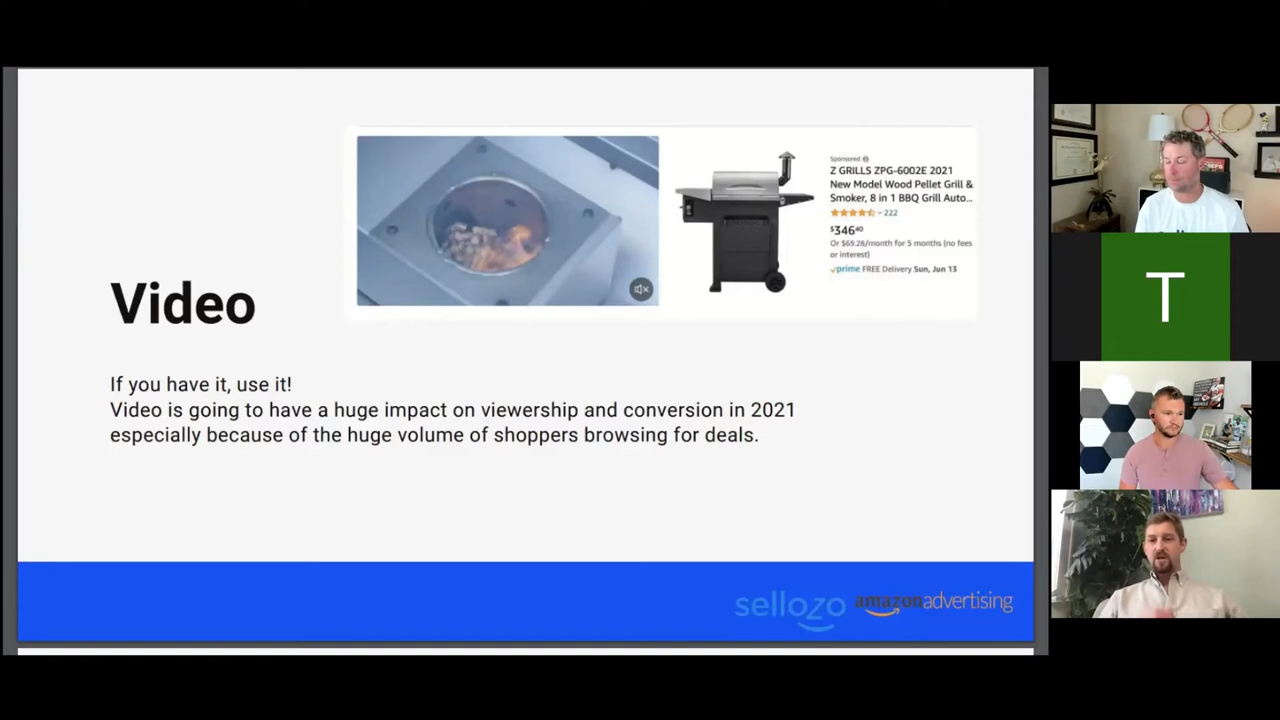 Sponsored
Z GRILLS ZPG-6002E 2021
New Model Wood Pellet Grill &
Smoker, 8 in 1 BBQ Grill Auto...
222
$346⁴⁰
Or $69.28/month for 5 months (no fees
or interest)
prime FREE Delivery Sun, Jun 13
Video
If you have it, use it!
Video is going to have a huge impact on viewership and conversion in 2021
especially because of the huge volume of shoppers browsing for deals.
sellozo amazonadvertising
T